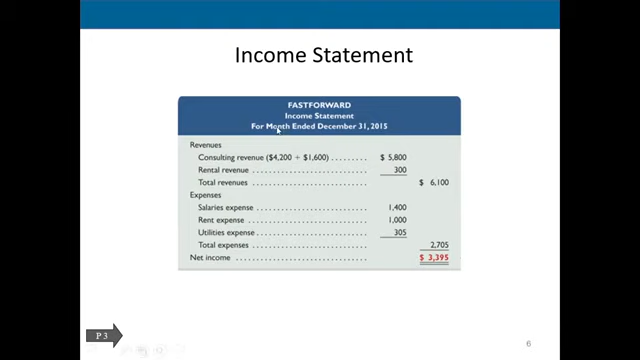 Income Statement
FASTFORWARD
Income Statement
For Month Ended December 31, 2015
Revenues
Consulting revenue ($4,200 + $1,600) . . . . . . . . . $ 5,800
Rental revenue . . . . . . . . . . . . . . . . . . . . . . . . . . . . 300
Total revenues . . . . . . . . . . . . . . . . . . . . . . . . . . . . $ 6,100
Expenses
Salaries expense . . . . . . . . . . . . . . . . . . . . . . . . . . . 1,400
Rent expense . . . . . . . . . . . . . . . . . . . . . . . . . . . . . 1,000
Utilities expense . . . . . . . . . . . . . . . . . . . . . . . . . . . 305
Total expenses . . . . . . . . . . . . . . . . . . . . . . . . . . . . 2,705
Net income . . . . . . . . . . . . . . . . . . . . . . . . . . . . . . . $ 3,395
P 3
6